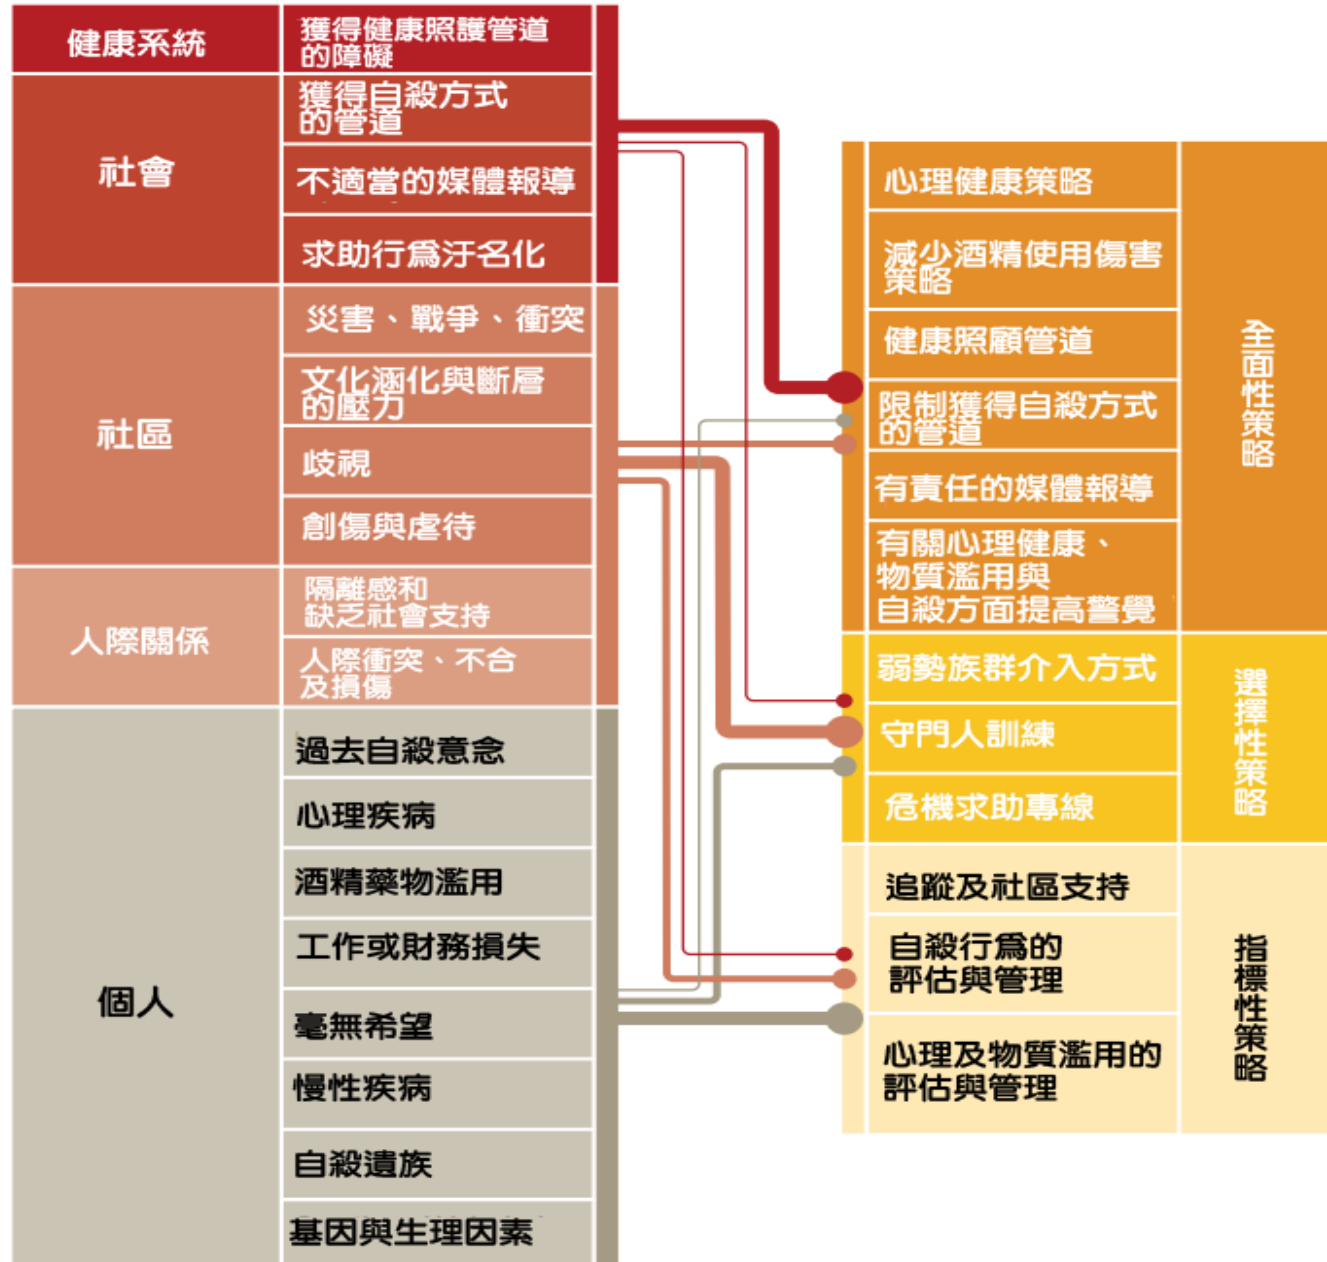 健康系統
獲得健康照護管道
的障礙
社會
獲得自殺方式
的管道
不適當的媒體報導
求助行為汙名化
社區
災害、戰爭、衝突
文化涵化與斷層
的壓力
歧視
創傷與虐待
人際關係
隔離感和
缺乏社會支持
人際衝突、不合
及損傷
個人
過去自殺意念
心理疾病
酒精藥物濫用
工作或財務損失
毫無希望
慢性疾病
自殺遺族
基因與生理因素
心理健康策略
減少酒精使用傷害
策略
健康照顧管道
限制獲得自殺方式
的管道
有責任的媒體報導
有關心理健康、
物質濫用與
自殺方面提高警覺
全面性策略
弱勢族群介入方式
守門人訓練
危機求助專線
選擇性策略
追蹤及社區支持
自殺行為的
評估與管理
心理及物質濫用的
評估與管理
指標性策略